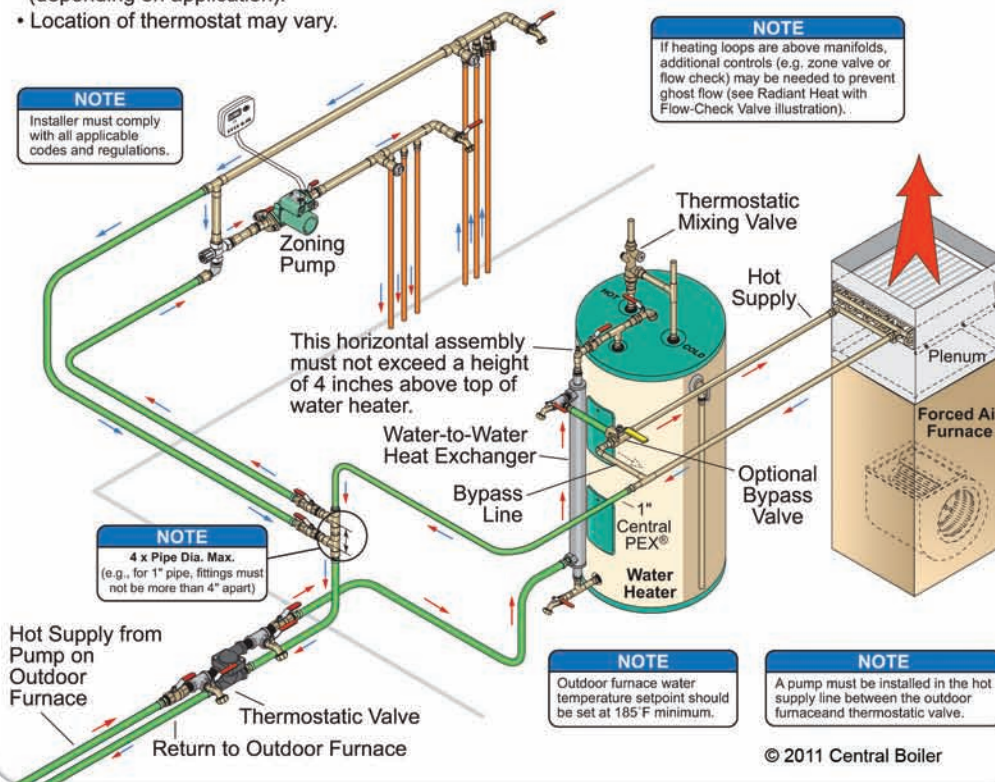 (depending on application).
• Location of thermostat may vary.
NOTE
Installer must comply
with all applicable
codes and regulations.
NOTE
If heating loops are above manifolds,
additional controls (e.g. zone valve or
flow check) may be needed to prevent
ghost flow (see Radiant Heat with
Flow-Check Valve illustration).
Zoning
Pump
Thermostatic
Mixing Valve
Hot
Supply
HOT
COLD
Plenum
Forced Ai
Furnace
This horizontal assembly
must not exceed a height
of 4 inches above top of
water heater.
Water-to-Water
Heat Exchanger
Bypass
Line
1"
Central
PEX®
Optional
Bypass
Valve
Water
Heater
NOTE
4 x Pipe Dia. Max.
(e.g., for 1" pipe, fittings must
not be more than 4" apart)
Hot Supply from
Pump on
Outdoor
Furnace
Thermostatic Valve
Return to Outdoor Furnace
NOTE
Outdoor furnace water
temperature setpoint should
be set at 185°F minimum.
NOTE
A pump must be installed in the hot
supply line between the outdoor
furnaceand thermostatic valve.
© 2011 Central Boiler